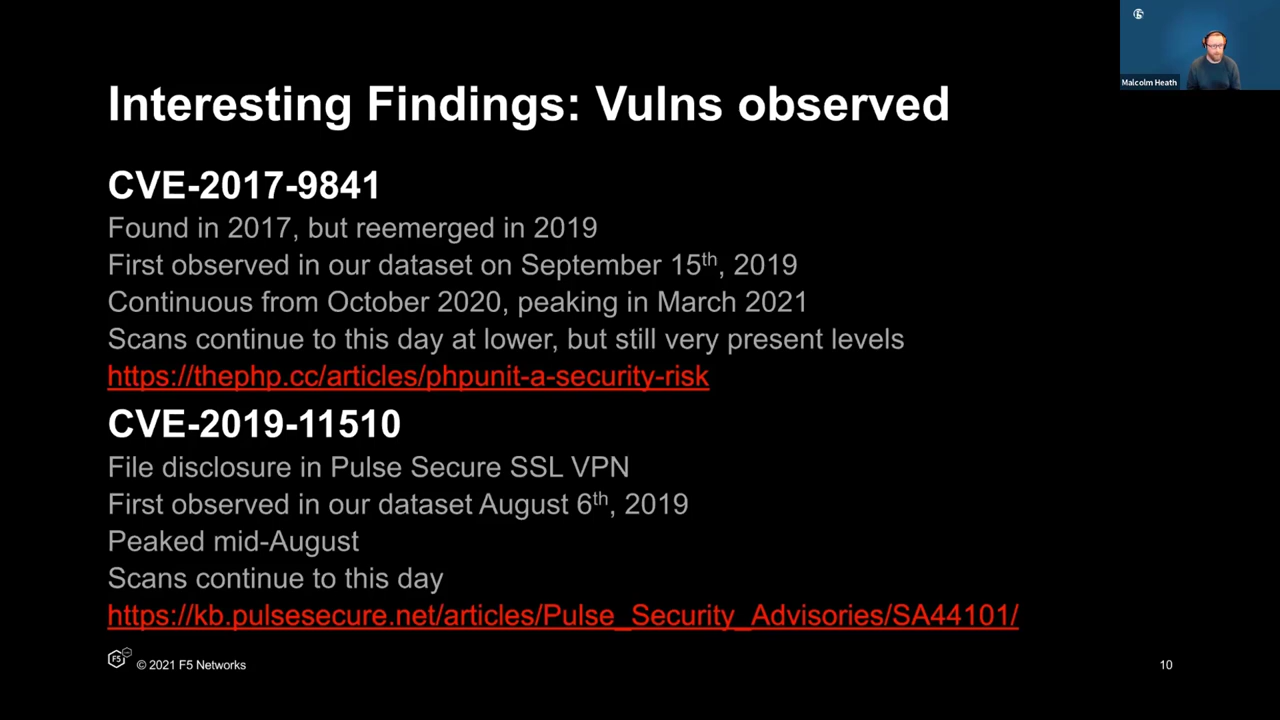 Malcolm Heath
Interesting Findings: Vulns observed
CVE-2017-9841
Found in 2017, but reemerged in 2019
First observed in our dataset on September 15th, 2019
Continuous from October 2020, peaking in March 2021
Scans continue to this day at lower, but still very present levels
https://thephp.cc/articles/phpunit-a-security-risk
CVE-2019-11510
File disclosure in Pulse Secure SSL VPN
First observed in our dataset August 6th, 2019
Peaked mid-August
Scans continue to this day
https://kb.pulsesecure.net/articles/Pulse_Security_Advisories/SA44101/
F5
© 2021 F5 Networks
10